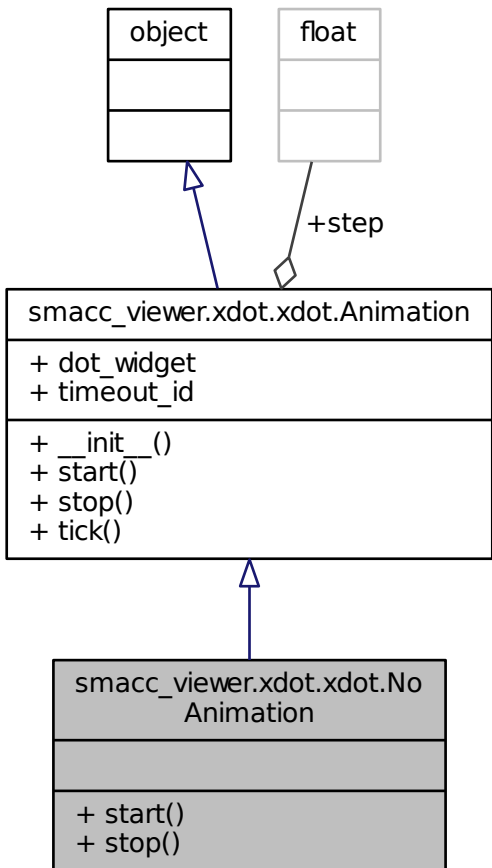 object
float
+step
smacc_viewer.xdot.xdot.Animation
+ dot_widget
+ timeout_id
+ __init__()
+ start()
+ stop()
+ tick()
smacc_viewer.xdot.xdot.No
Animation
+ start()
+ stop()